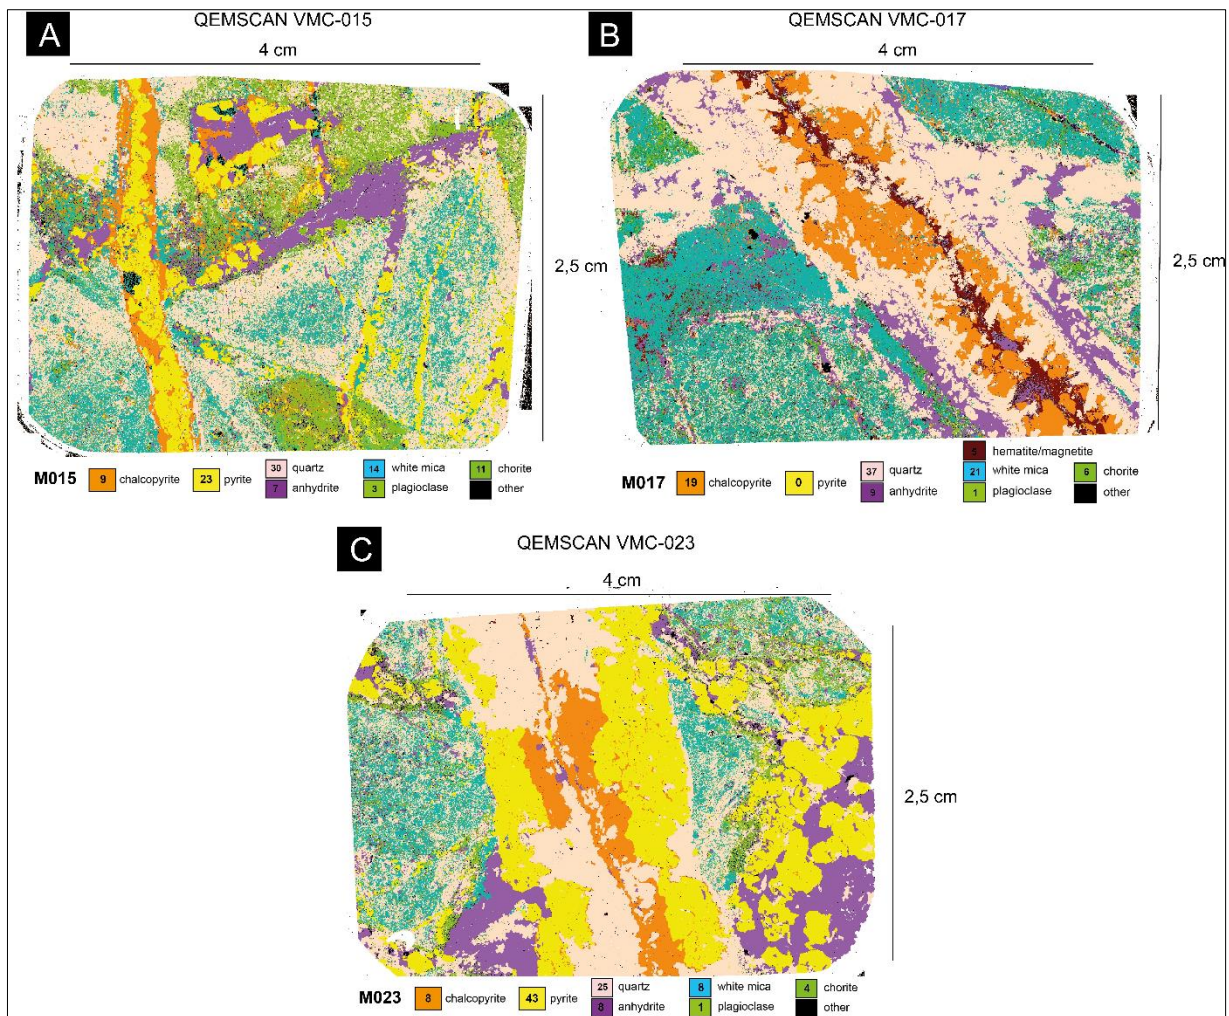 A
QEMSCAN VMC-015
4 cm
2,5 cm
M015 9 chalcopyrite 23 pyrite 30 quartz 14 white mica 11 chorite
7 anhydrite 3 plagioclase other
B
QEMSCAN VMC-017
4 cm
2,5 cm
5 hematite/magnetite
M017 19 chalcopyrite 0 pyrite 37 quartz 21 white mica 6 chorite
9 anhydrite 1 plagioclase other
C
QEMSCAN VMC-023
4 cm
2,5 cm
M023 8 chalcopyrite 43 pyrite 25 quartz 8 white mica 4 chorite
8 anhydrite 1 plagioclase other